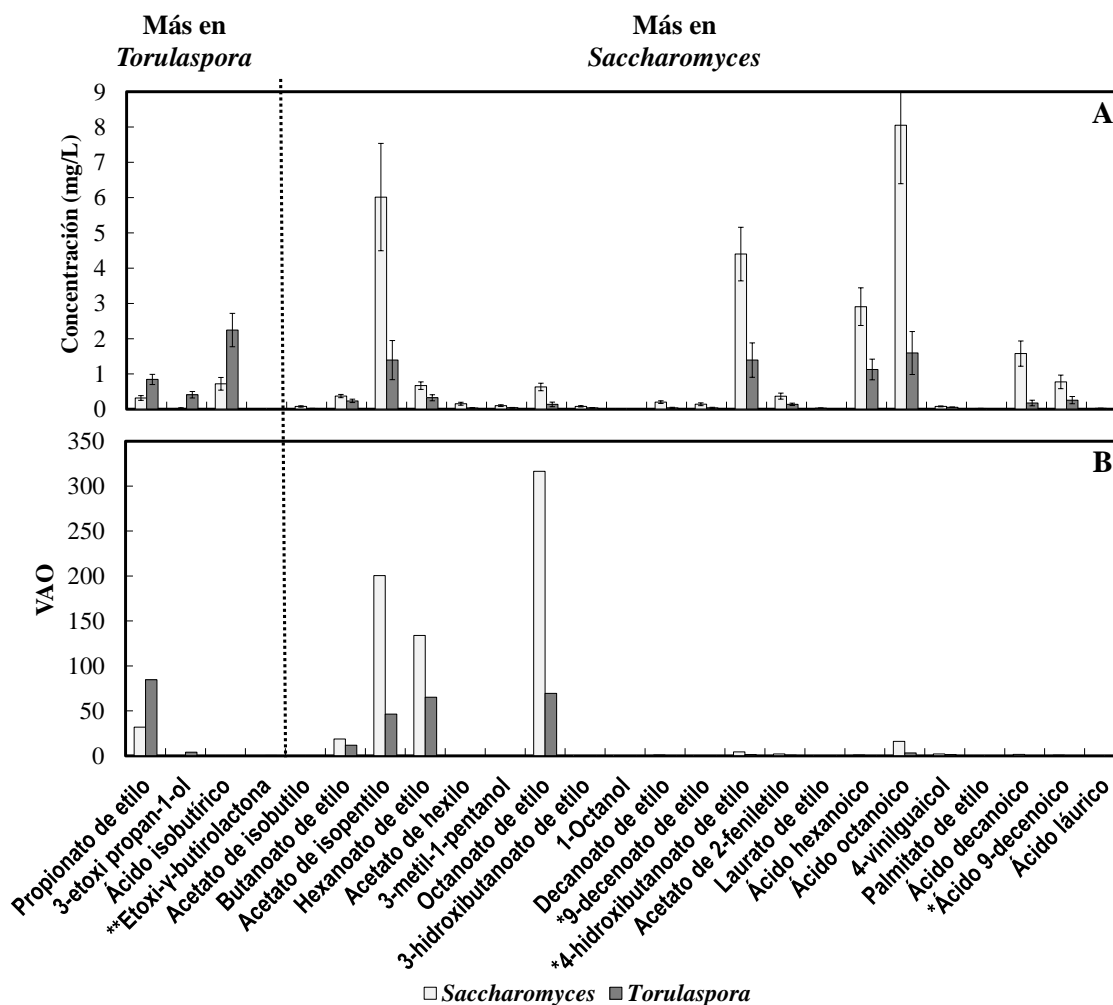 Más en
Torulaspora
Más en
Saccharomyces
A
Concentración (mg/L)
9
8
7
6
5
4
3
2
1
0
B
VAO
350
300
250
200
150
100
50
0
Propionato de etilo
3-etoxi propan-1-ol
Ácido isobutírico
**Etoxi-γ-butirolactona
Acetato de isobutilo
Butanoato de etilo
Acetato de isopentilo
Hexanoato de etilo
Acetato de hexilo
3-metil-1-pentanol
Octanoato de etilo
3-hidroxibutanoato de etilo
1-Octanol
Decanoato de etilo
*9-decenoato de etilo
*4-hidroxibutanoato de etilo
Acetato de 2-feniletilo
Laurato de etilo
Ácido hexanoico
Ácido octanoico
4-vinilguaicol
Palmitato de etilo
Ácido decanoico
*Ácido 9-decenoico
Ácido láurico
Saccharomyces Torulaspora